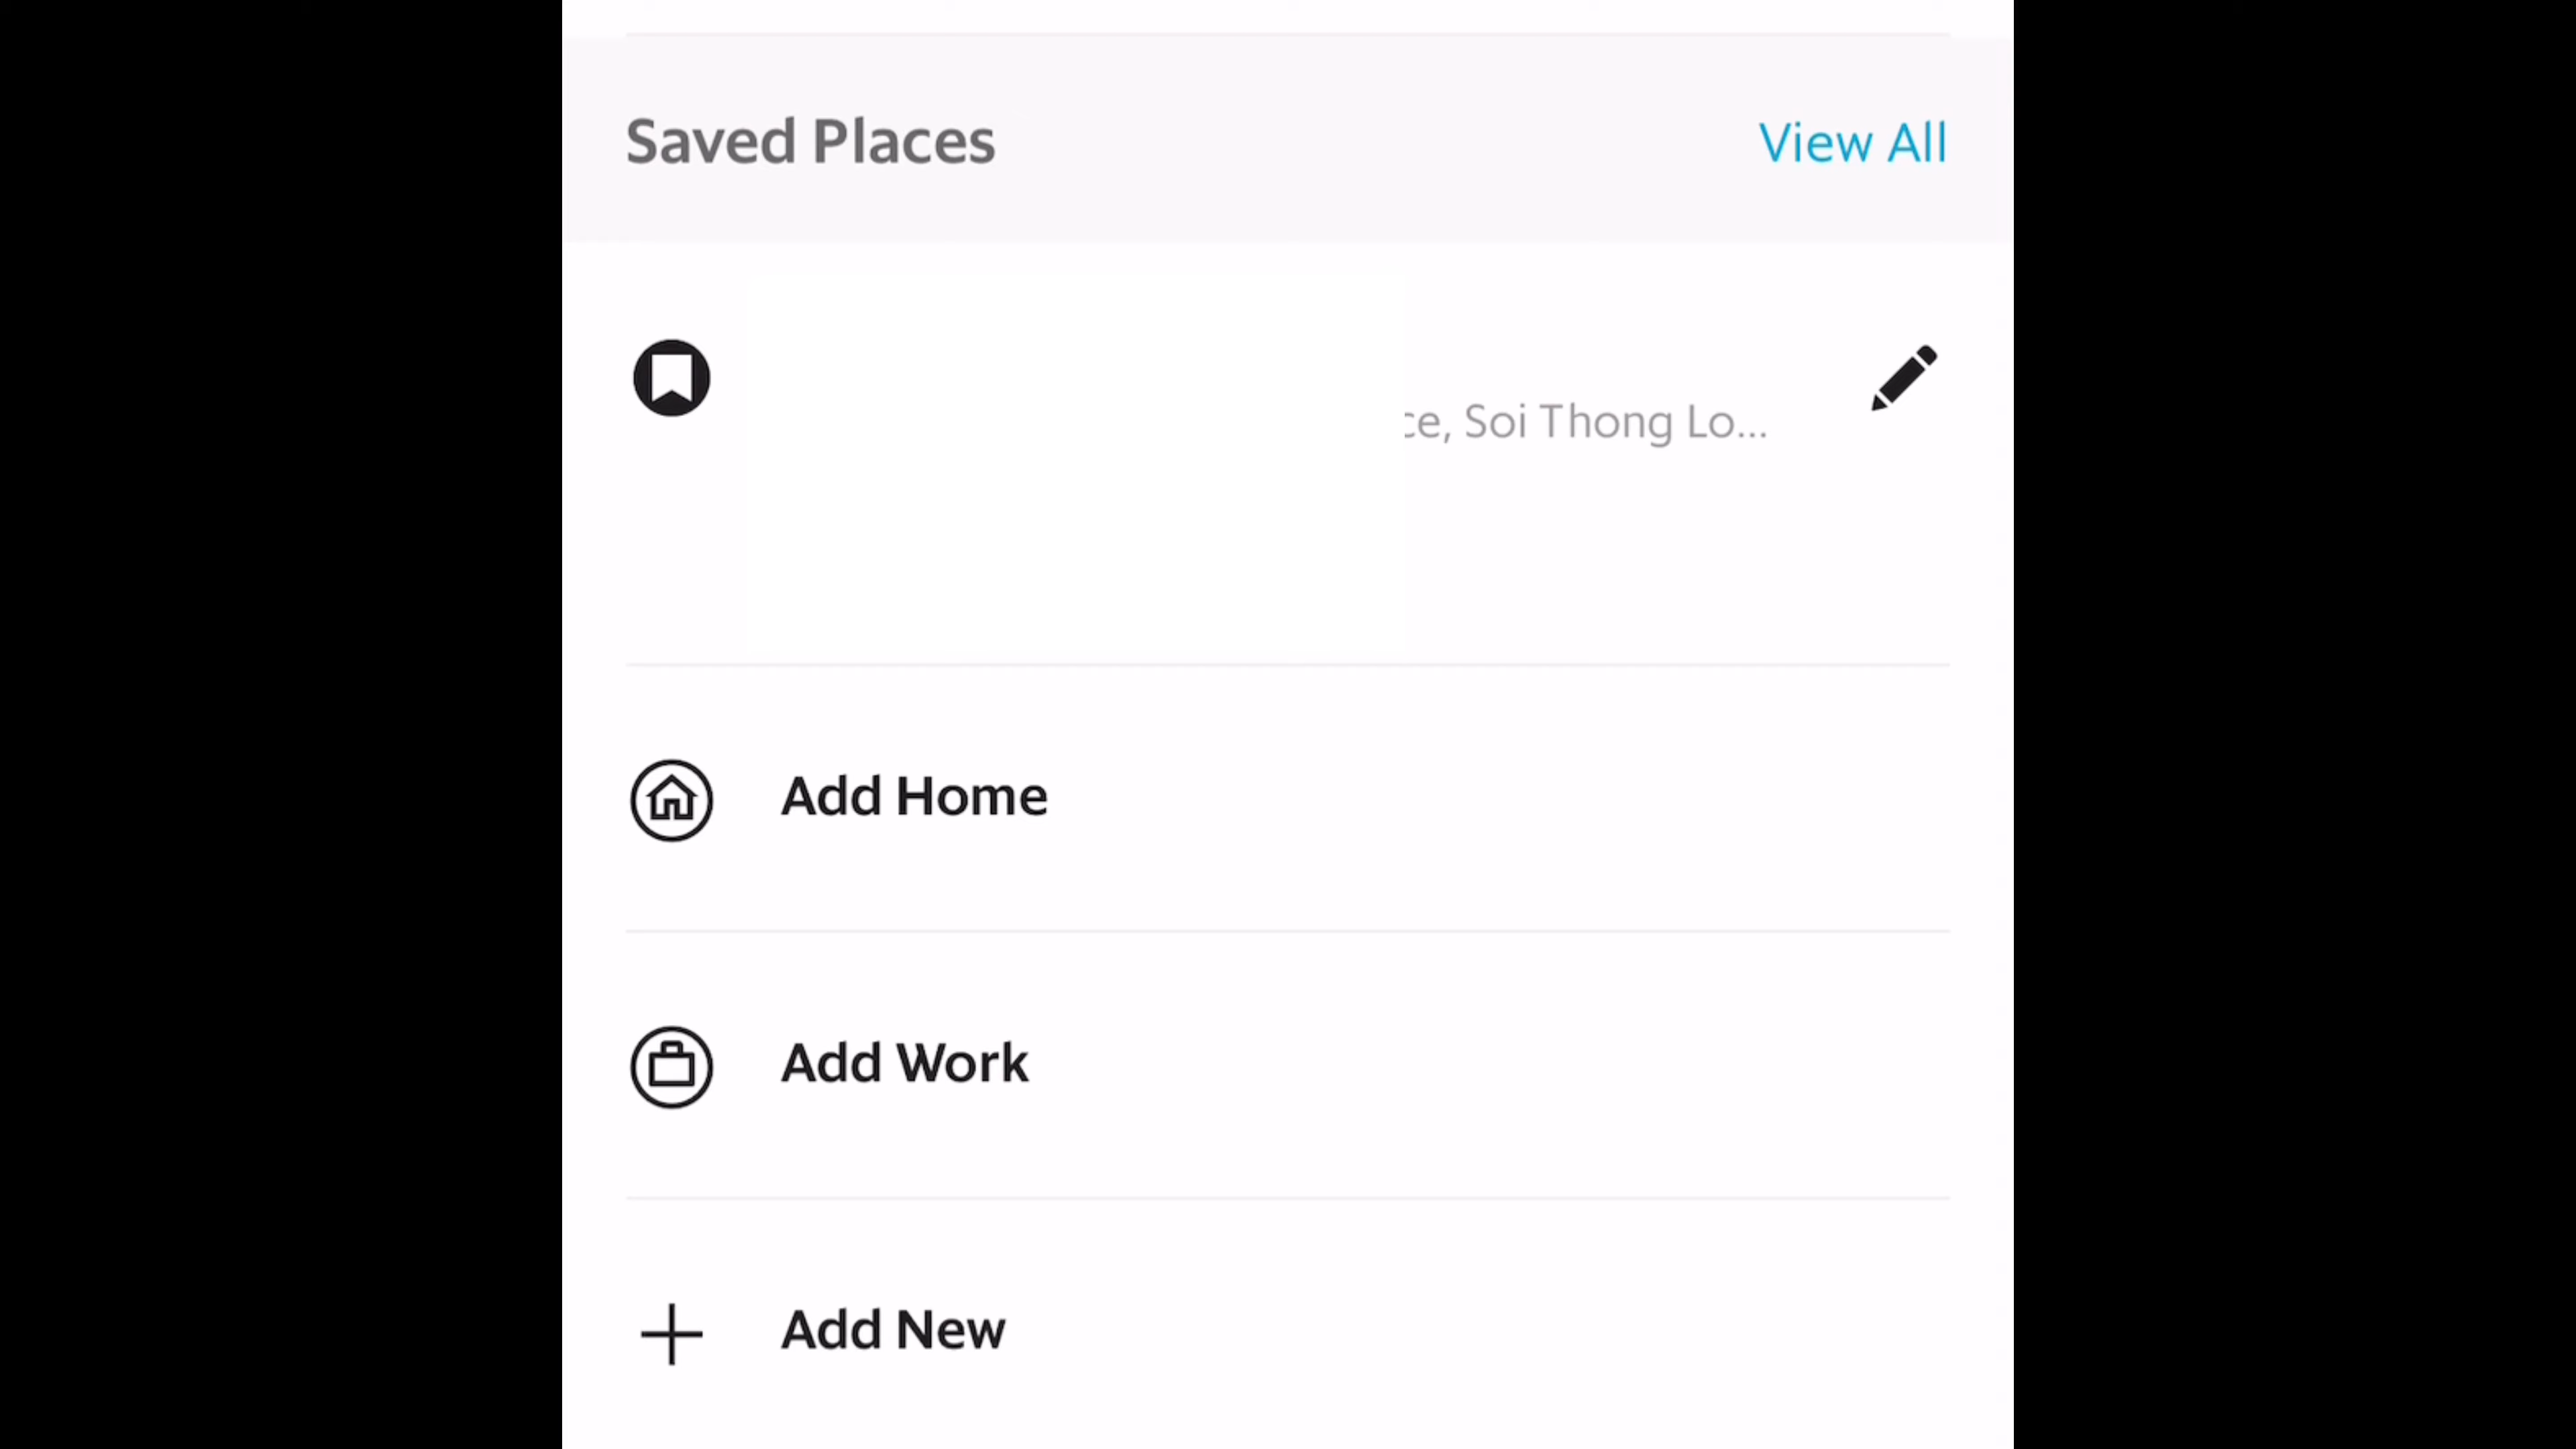 Saved Places
View All
ce, Soi Thong Lo...
Add Home
Add Work
Add New